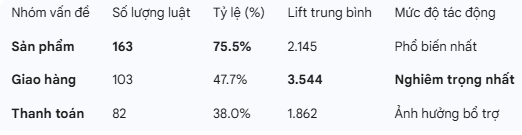 Nhóm vấn đề Số lượng luật Tỷ lệ (%) Lift trung bình Mức độ tác động
Sản phẩm 163 75.5% 2.145 Phổ biến nhất
Giao hàng 103 47.7% 3.544 Nghiêm trọng nhất
Thanh toán 82 38.0% 1.862 Ảnh hưởng bổ trợ